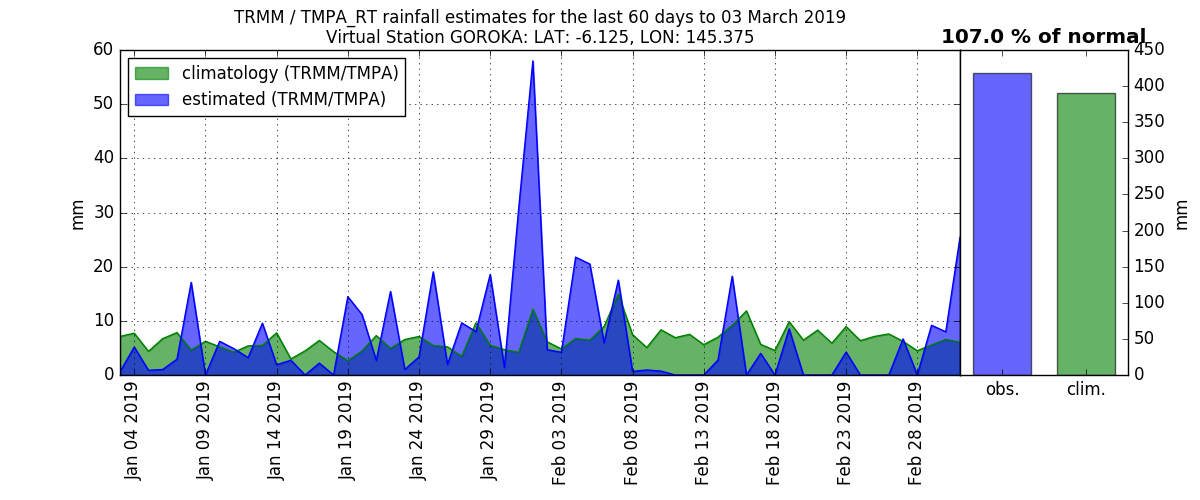 TRMM / TMPA_RT rainfall estimates for the last 60 days to 03 March 2019
Virtual Station GOROKA: LAT: -6.125, LON: 145.375
107.0 % of normal
climatology (TRMM/TMPA)
estimated (TRMM/TMPA)
mm
60
50
40
30
20
10
0
Jan 04 2019
Jan 09 2019
Jan 14 2019
Jan 19 2019
Jan 24 2019
Jan 29 2019
Feb 03 2019
Feb 08 2019
Feb 13 2019
Feb 18 2019
Feb 23 2019
Feb 28 2019
450
400
350
300
250
200
150
100
50
0
mm
obs.
clim.